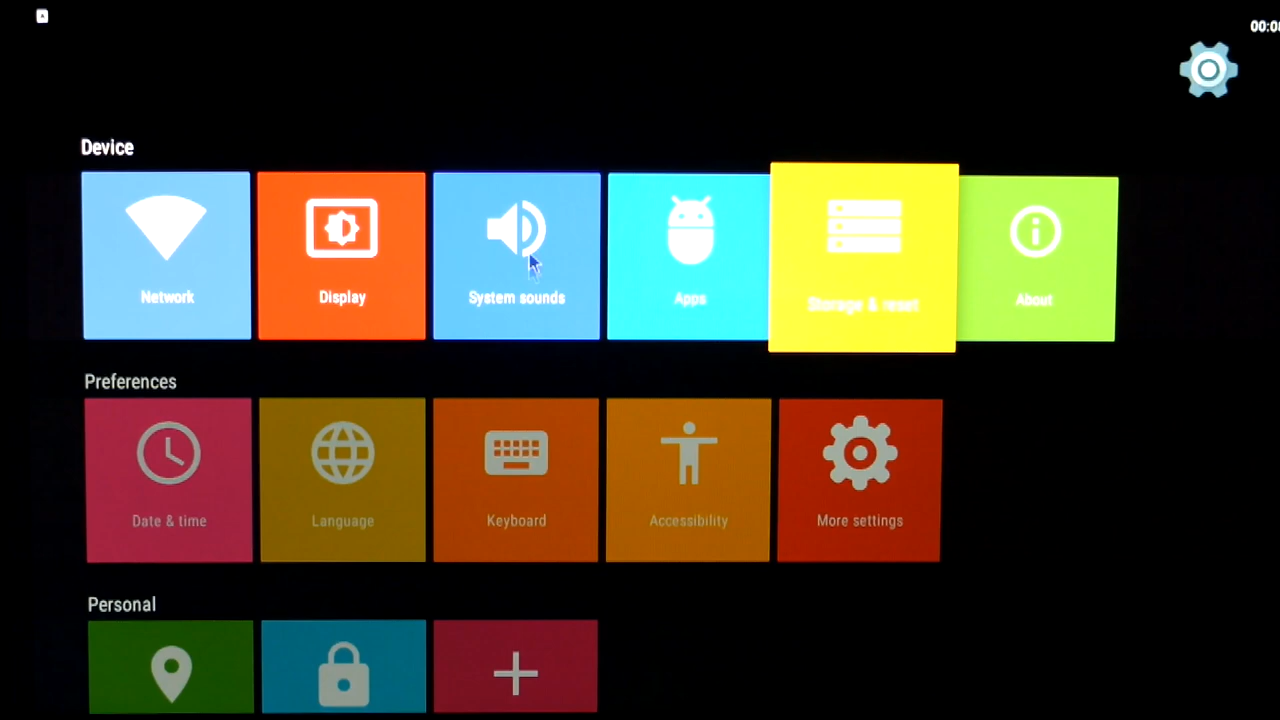 Device
Network
Display
System sounds
Apps
Storage & reset
About
Preferences
Date & time
Language
Keyboard
Accessibility
More settings
Personal